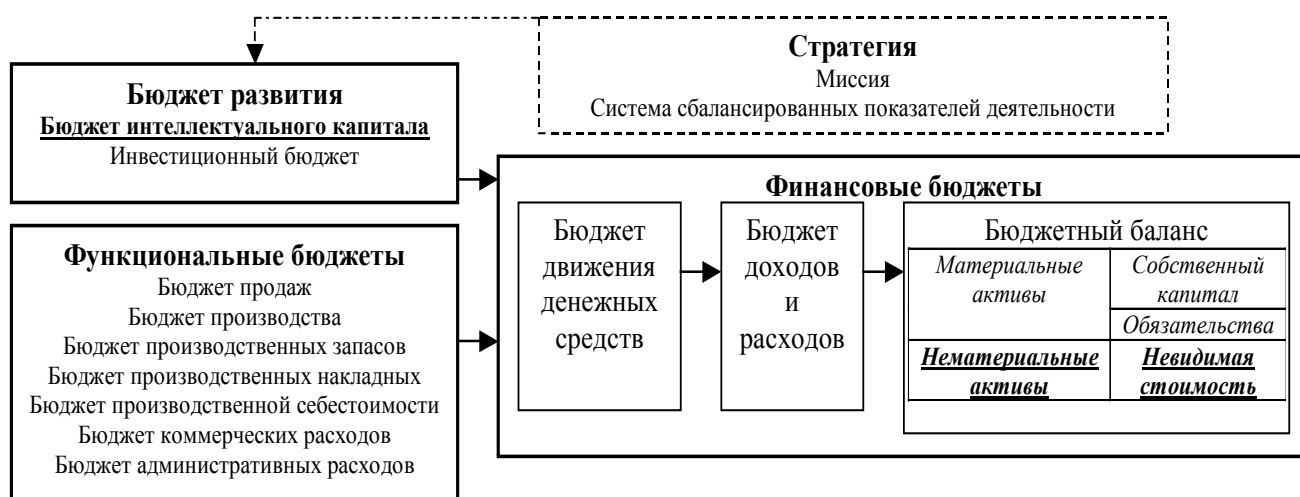 Стратегия
Миссия
Система сбалансированных показателей деятельности
Бюджет развития
Бюджет интеллектуального капитала
Инвестиционный бюджет
Функциональные бюджеты
Бюджет продаж
Бюджет производства
Бюджет производственных запасов
Бюджет производственных накладных
Бюджет производственной себестоимости
Бюджет коммерческих расходов
Бюджет административных расходов
Финансовые бюджеты
Бюджет
движения
денежных
средств
Бюджет
доходов
и
расходов
Бюджетный баланс
Материальные
активы
Собственный
капитал
Обязательства
Нематериальные
активы
Невидимая
стоимость